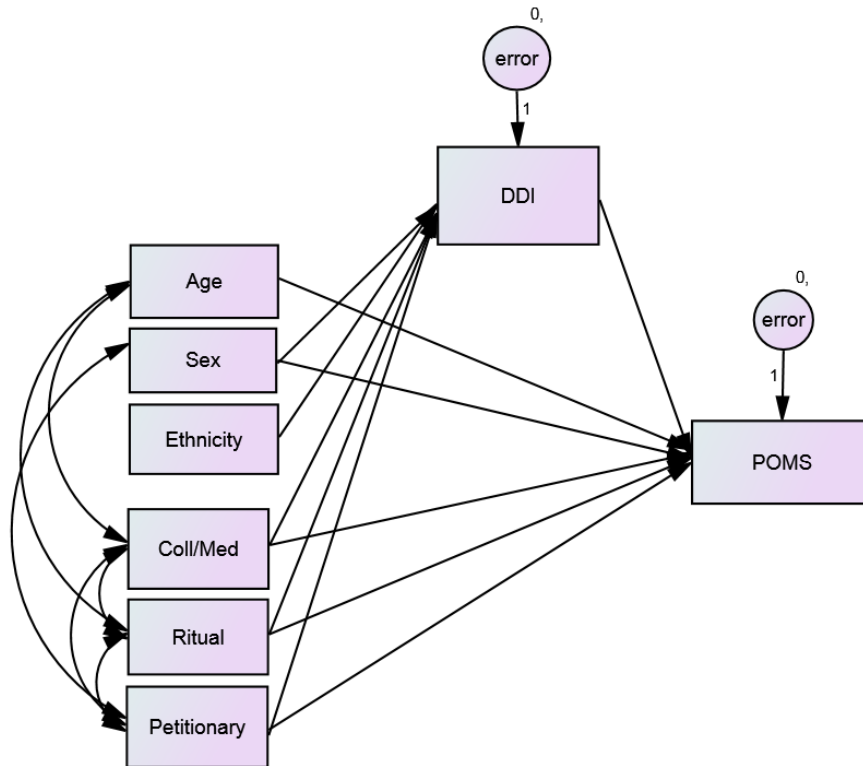 0,
error
1
DDI
Age
0,
error
Sex
1
Ethnicity
POMS
Coll/Med
Ritual
Petitionary